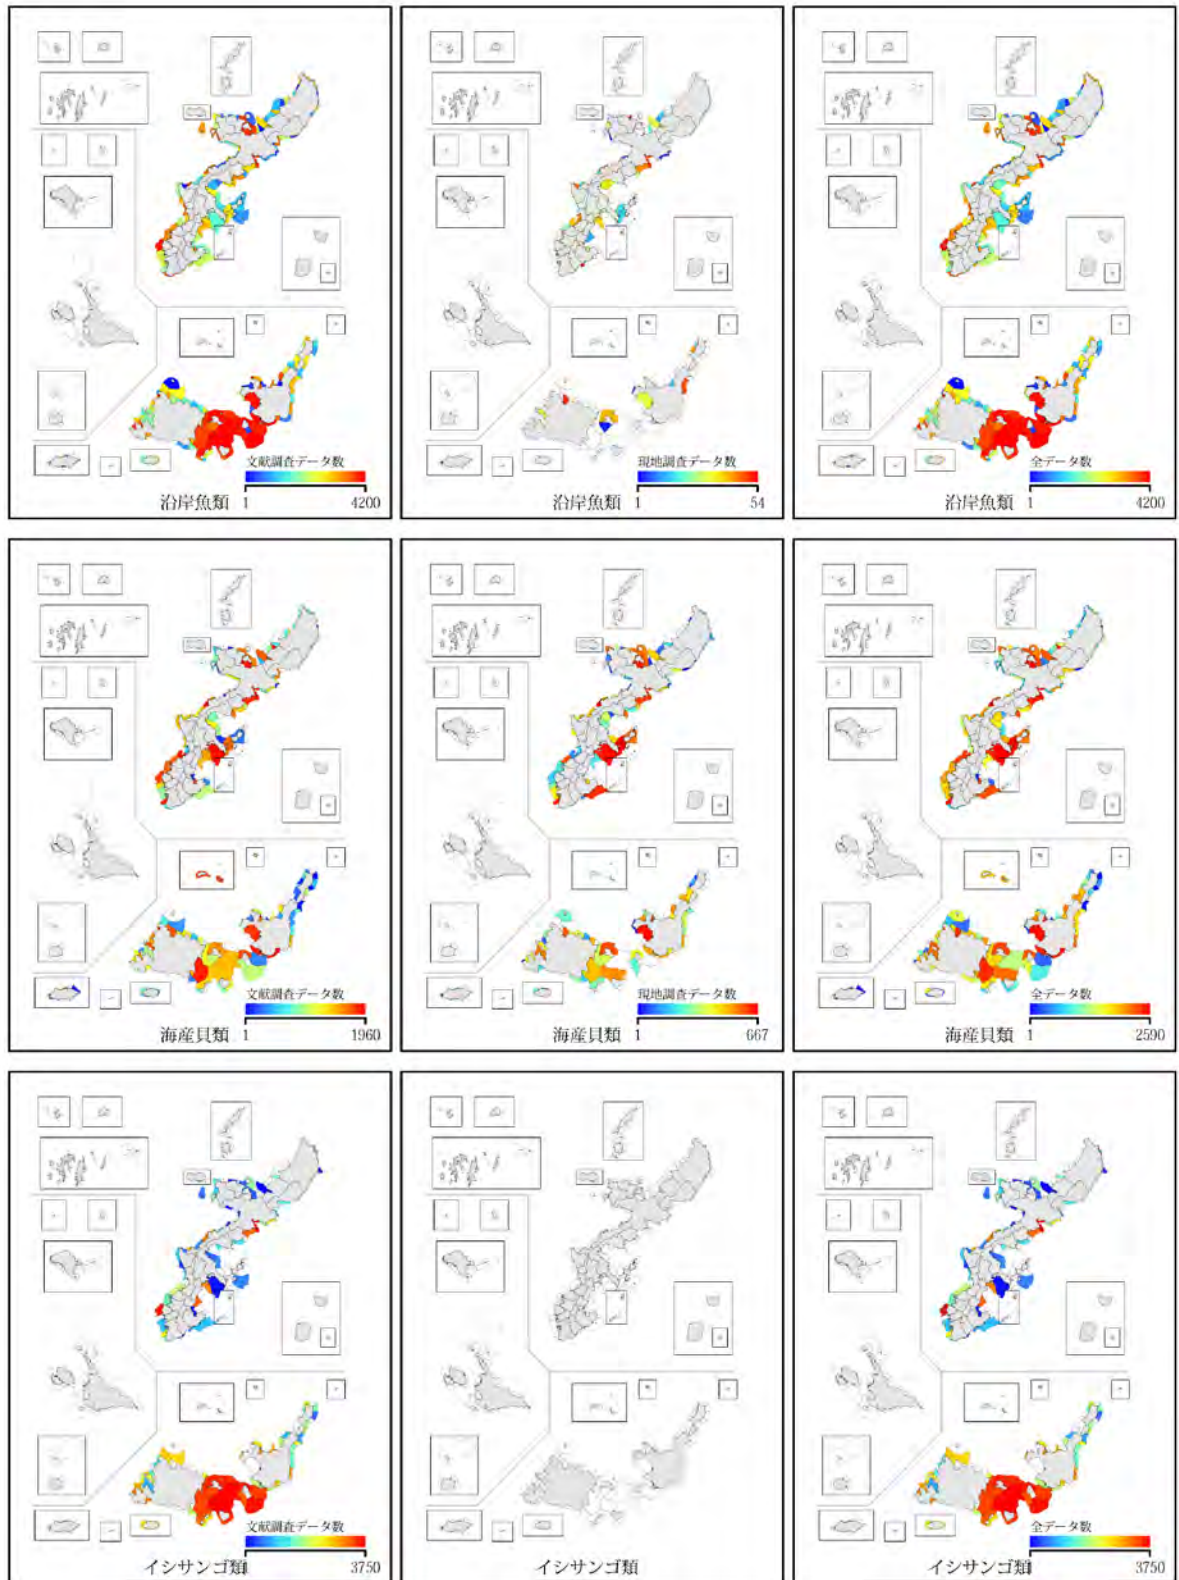 文献調査データ数
沿岸魚類 1 4200
現地調査データ数
沿岸魚類 1 54
全データ数
沿岸魚類 1 4200
文献調査データ数
海産貝類 1 1960
現地調査データ数
海産貝類 1 667
全データ数
海産貝類 1 2590
文献調査データ数
イシサンゴ類 1 3750
イシサンゴ類
全データ数
イシサンゴ類 1 3750